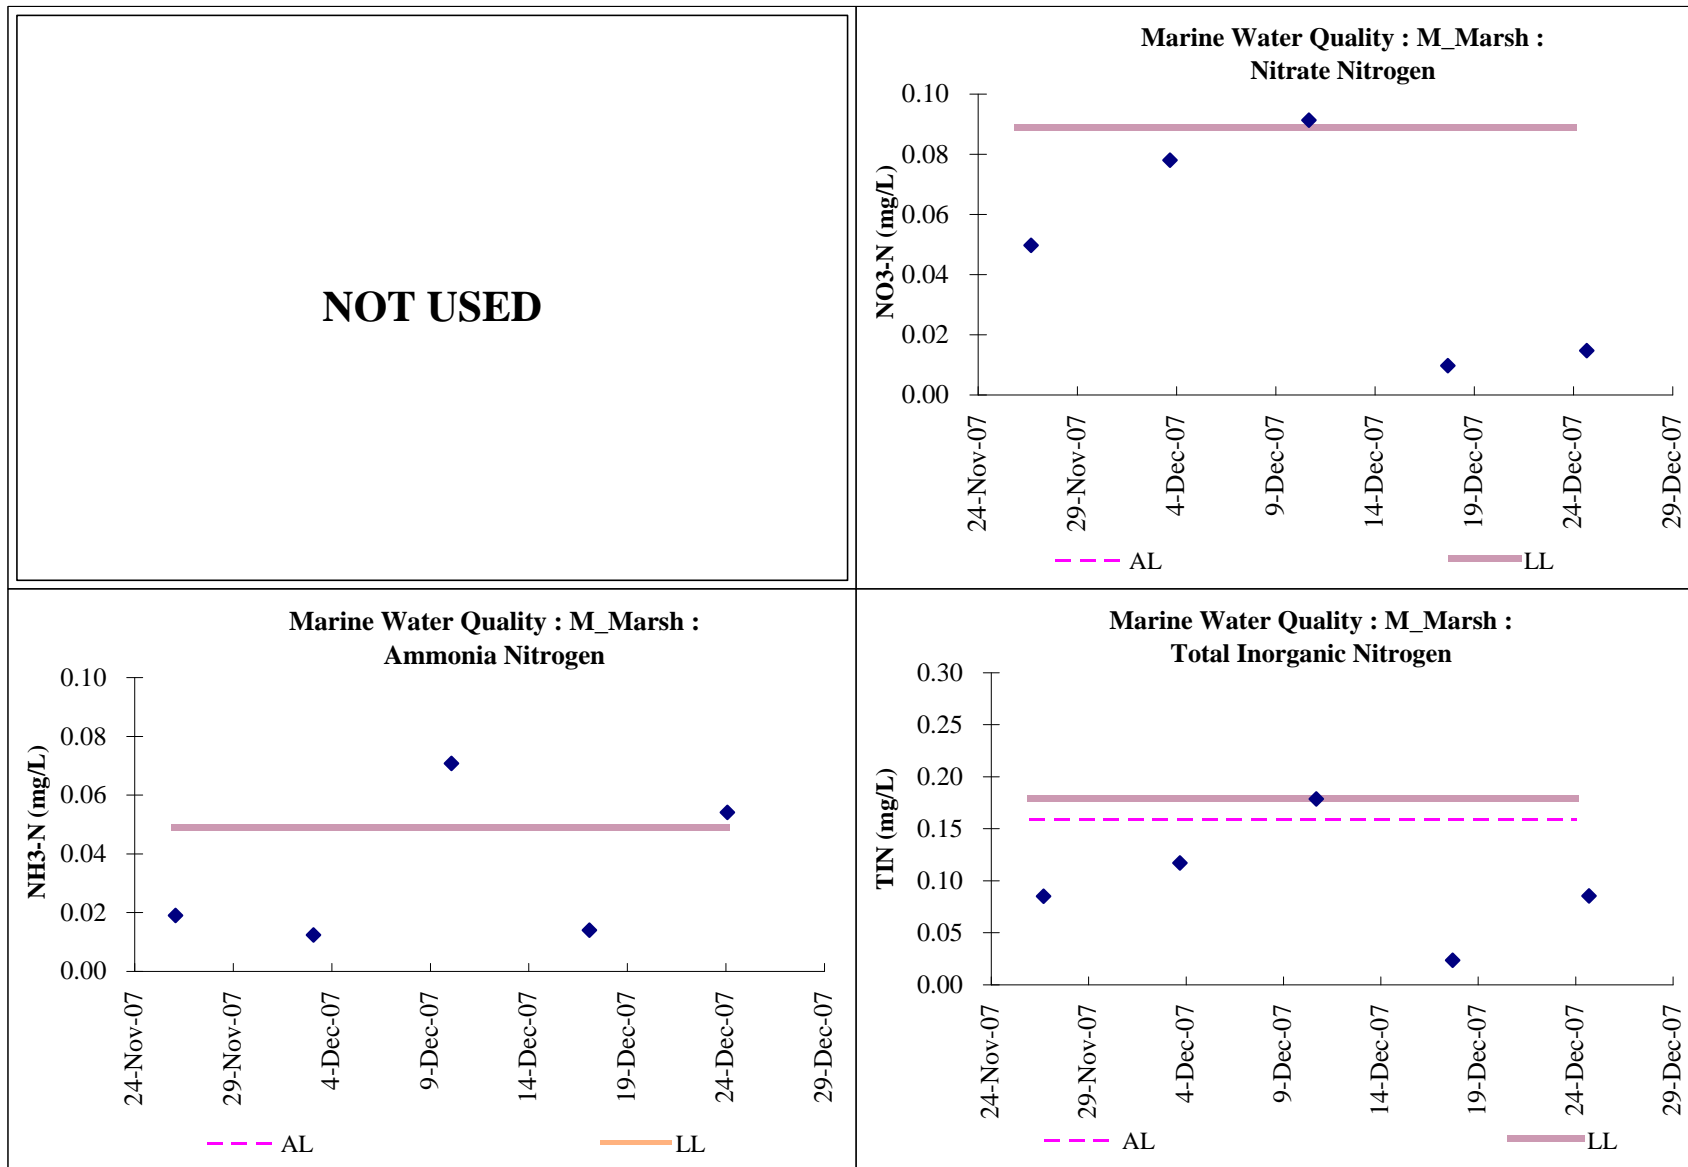 NOT USED
Marine Water Quality : M_Marsh :
Nitrate Nitrogen
NO3-N (mg/L)
0.10
0.08
0.06
0.04
0.02
0.00
24-Nov-07
29-Nov-07
4-Dec-07
9-Dec-07
14-Dec-07
19-Dec-07
24-Dec-07
29-Dec-07
AL
LL
Marine Water Quality : M_Marsh :
Ammonia Nitrogen
NH3-N (mg/L)
0.10
0.08
0.06
0.04
0.02
0.00
24-Nov-07
29-Nov-07
4-Dec-07
9-Dec-07
14-Dec-07
19-Dec-07
24-Dec-07
29-Dec-07
AL
LL
Marine Water Quality : M_Marsh :
Total Inorganic Nitrogen
TIN (mg/L)
0.30
0.25
0.20
0.15
0.10
0.05
0.00
24-Nov-07
29-Nov-07
4-Dec-07
9-Dec-07
14-Dec-07
19-Dec-07
24-Dec-07
29-Dec-07
AL
LL